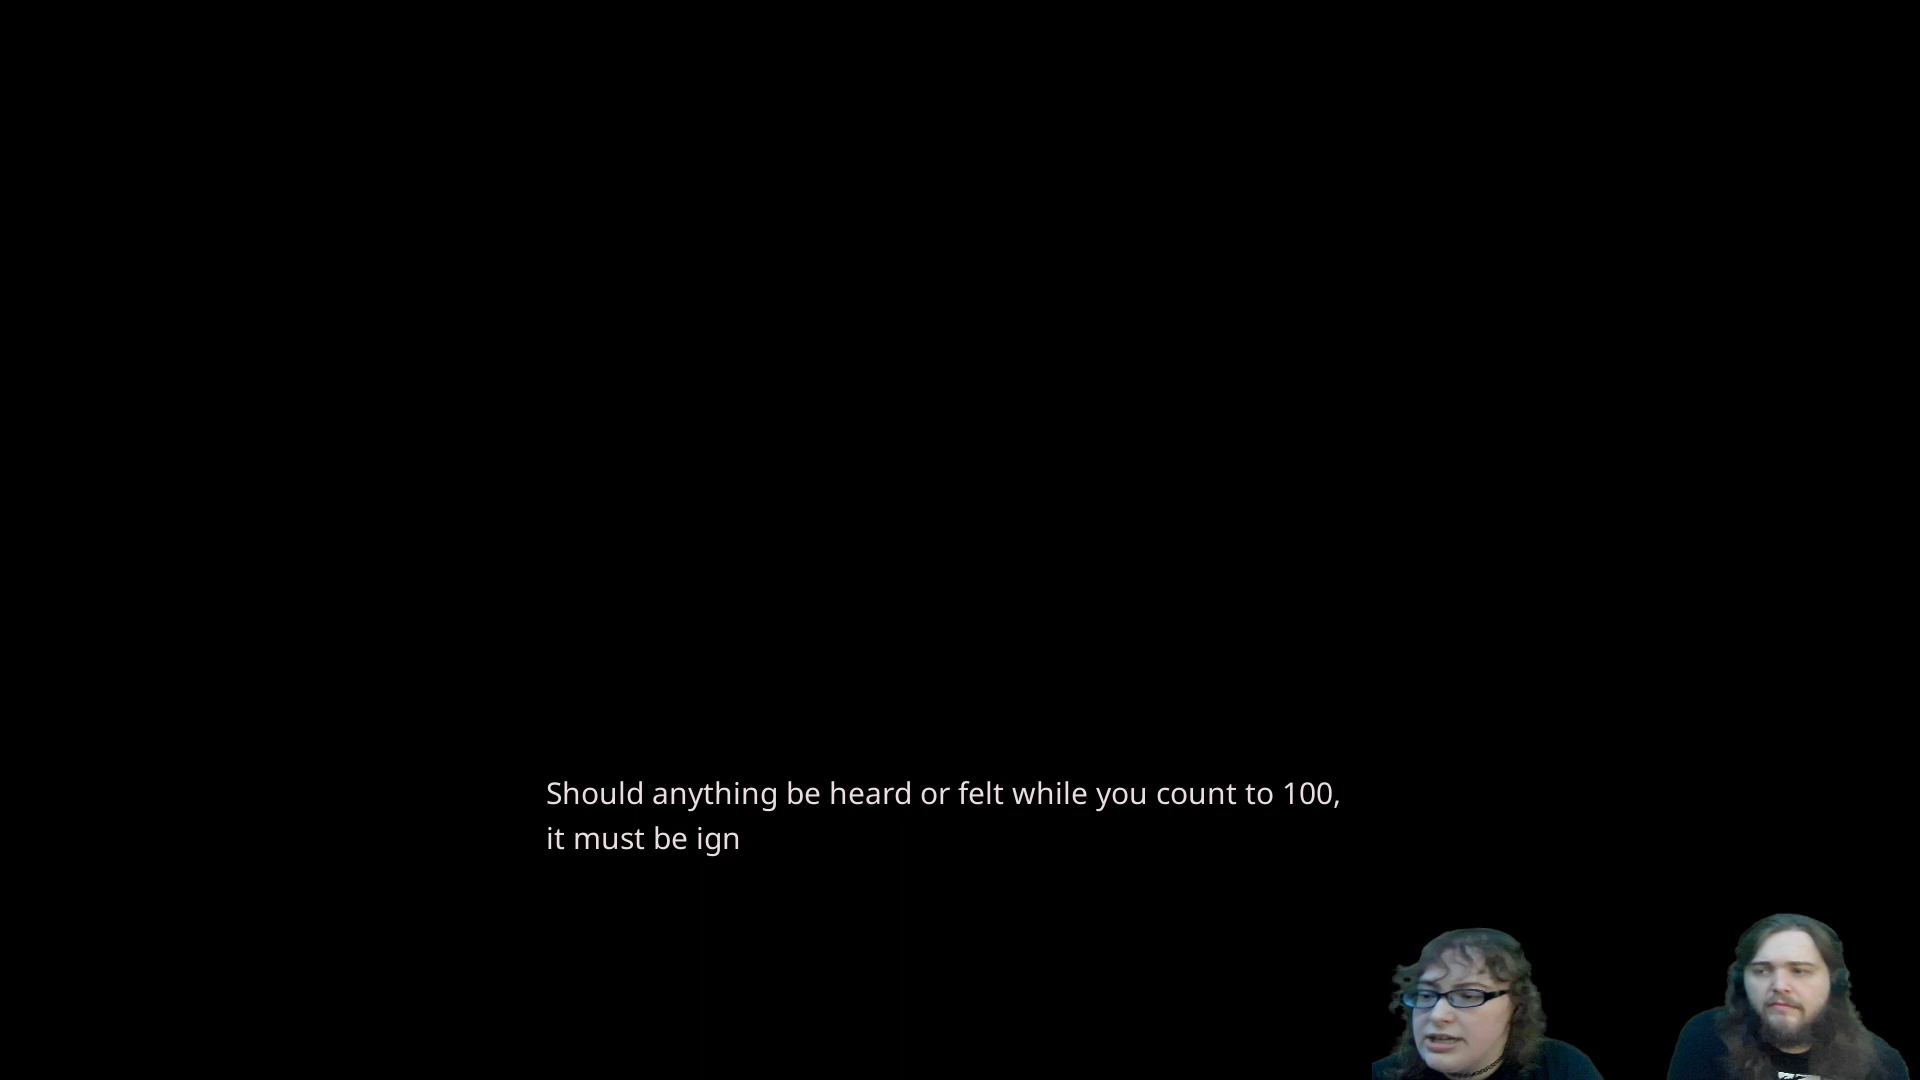 Should anything be heard or felt while you count to 100,
it must be ign